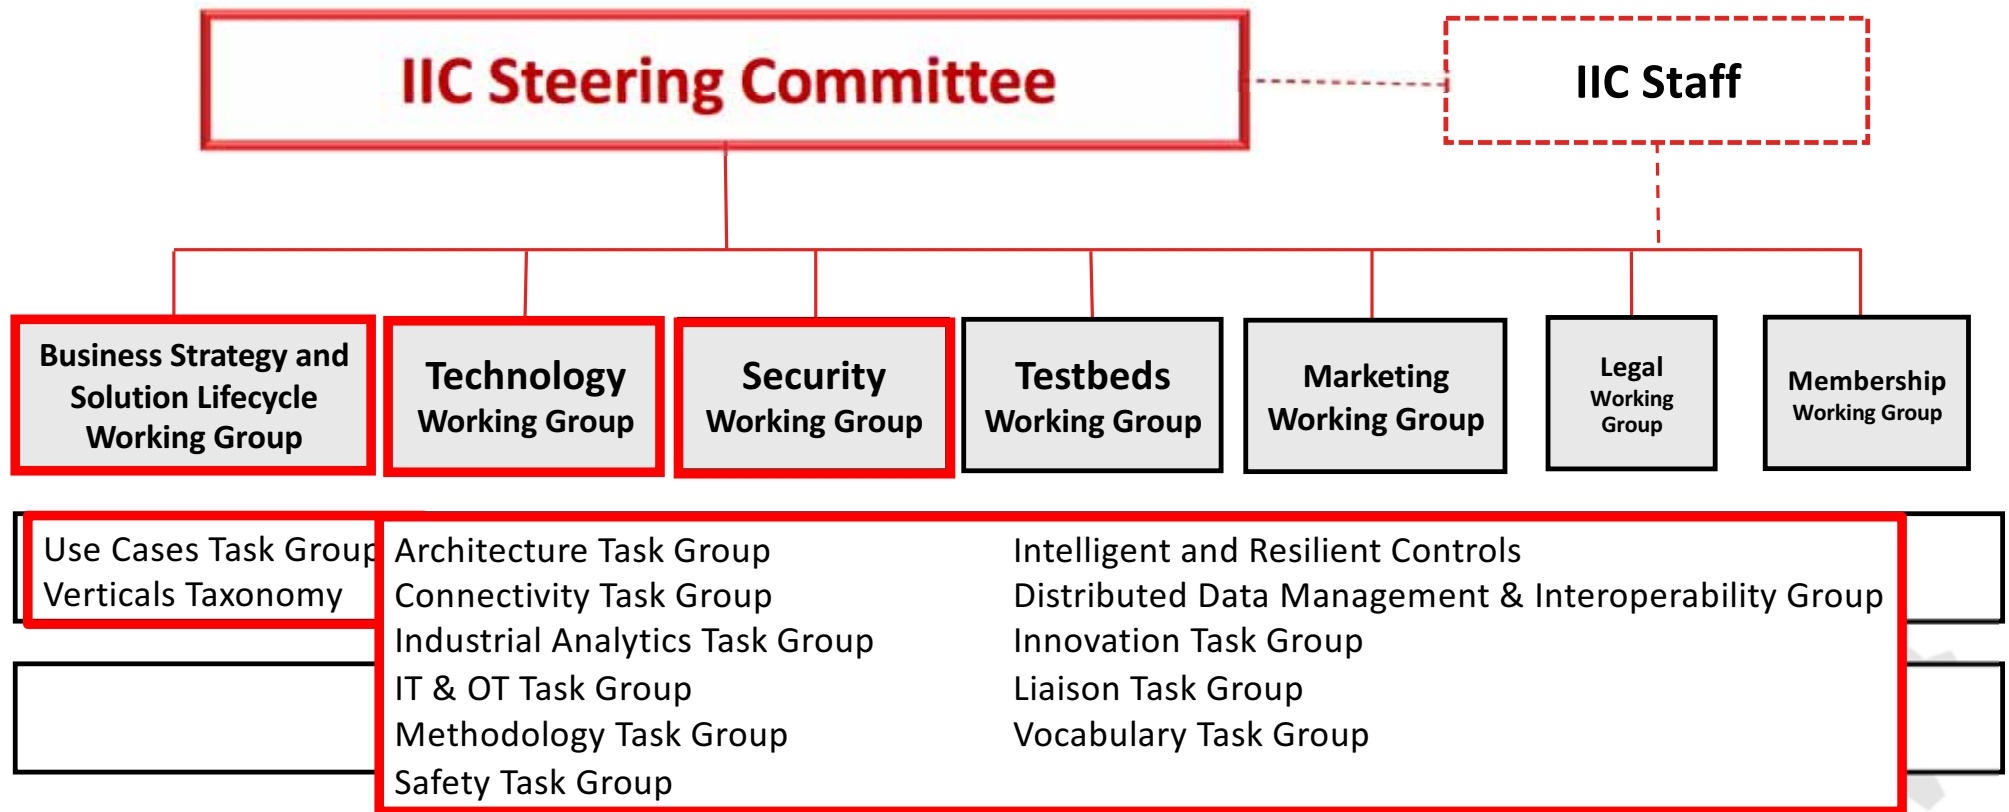 IIC Steering Committee
IIC Staff
Business Strategy and
Solution Lifecycle
Working Group
Technology
Working Group
Security
Working Group
Testbeds
Working Group
Marketing
Working Group
Legal
Working
Group
Membership
Working Group
Use Cases Task Group
Verticals Taxonomy
Architecture Task Group
Connectivity Task Group
Industrial Analytics Task Group
IT & OT Task Group
Methodology Task Group
Safety Task Group
Intelligent and Resilient Controls
Distributed Data Management & Interoperability Group
Innovation Task Group
Liaison Task Group
Vocabulary Task Group